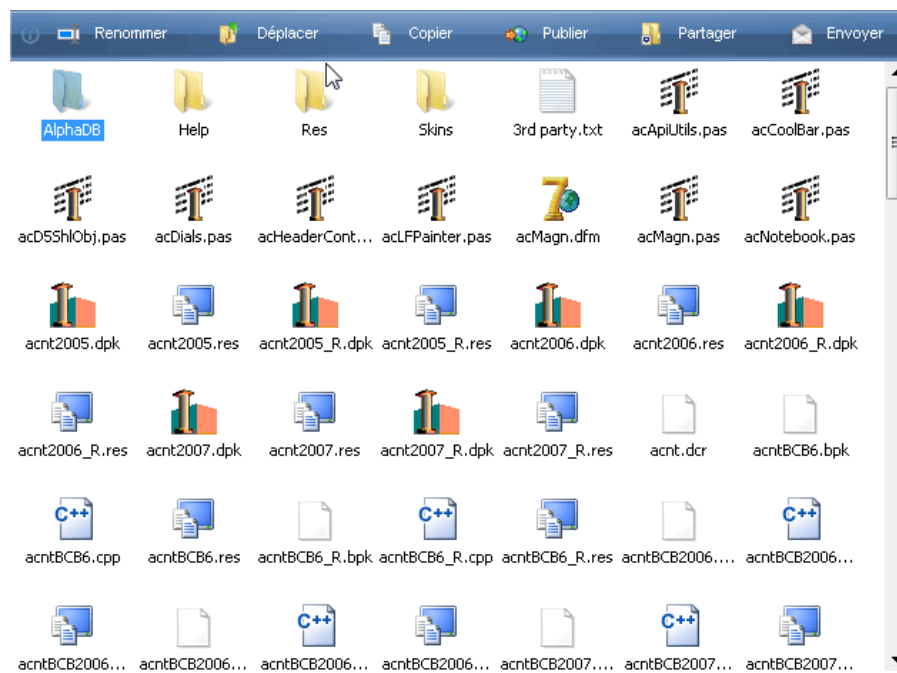 Renommer Déplacer Copier Publier Partager Envoyer
AlphaDB Help Res Skins 3rd party.txt acApiUtils.pas acCoolBar.pas
acD5ShlObj.pas acDials.pas acHeaderCont... acLFPainter.pas acMagn.dfm acMagn.pas acNotebook.pas
acnt2005.dpk acnt2005.res acnt2005_R.dpk acnt2005_R.res acnt2006.dpk acnt2006.res acnt2006_R.dpk
acnt2006_R.res acnt2007.dpk acnt2007.res acnt2007_R.dpk acnt2007_R.res acnt.dcr acntBCB6.bpk
acntBCB6.cpp acntBCB6.res acntBCB6_R.bpk acntBCB6_R.cpp acntBCB6_R.res acntBCB2006.... acntBCB2006...
acntBCB2006... acntBCB2006... acntBCB2006... acntBCB2006... acntBCB2007.... acntBCB2007... acntBCB2007...